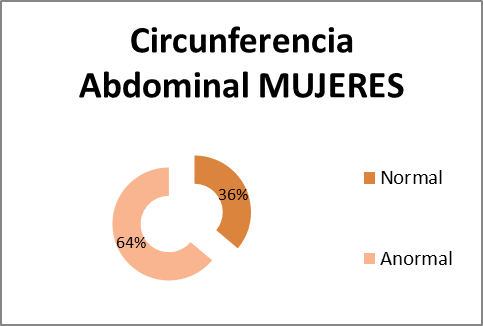 Circunferencia
Abdominal MUJERES
36%
Normal
64%
Anormal